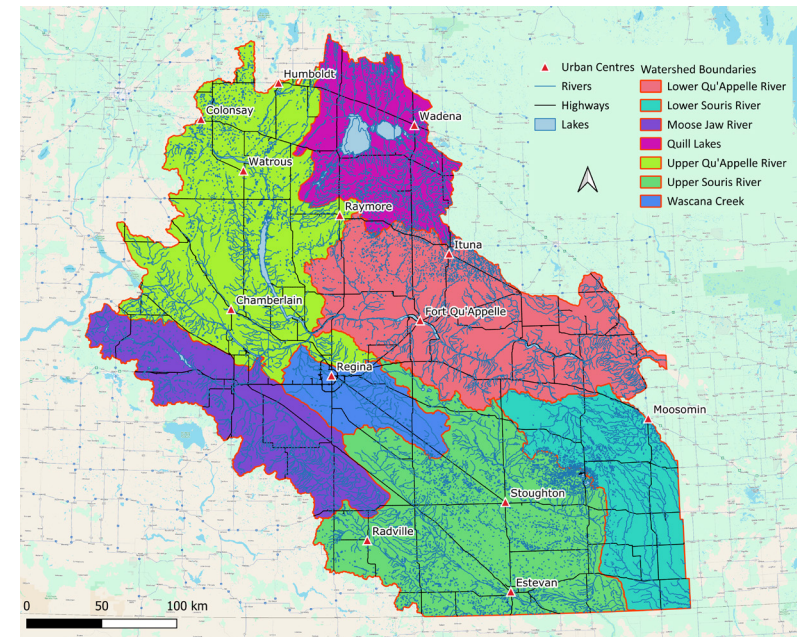 Urban Centres
Rivers
Highways
Lakes
Watershed Boundaries
Lower Qu'Appelle River
Lower Souris River
Moose Jaw River
Quill Lakes
Upper Qu'Appelle River
Upper Souris River
Wascana Creek
Humboldt
Colonsay
Wadena
Watrous
Raymore
Ituna
Chamberlain
Fort Qu'Appelle
Regina
Moosomin
Stoughton
Radville
Estevan
0 50 100 km